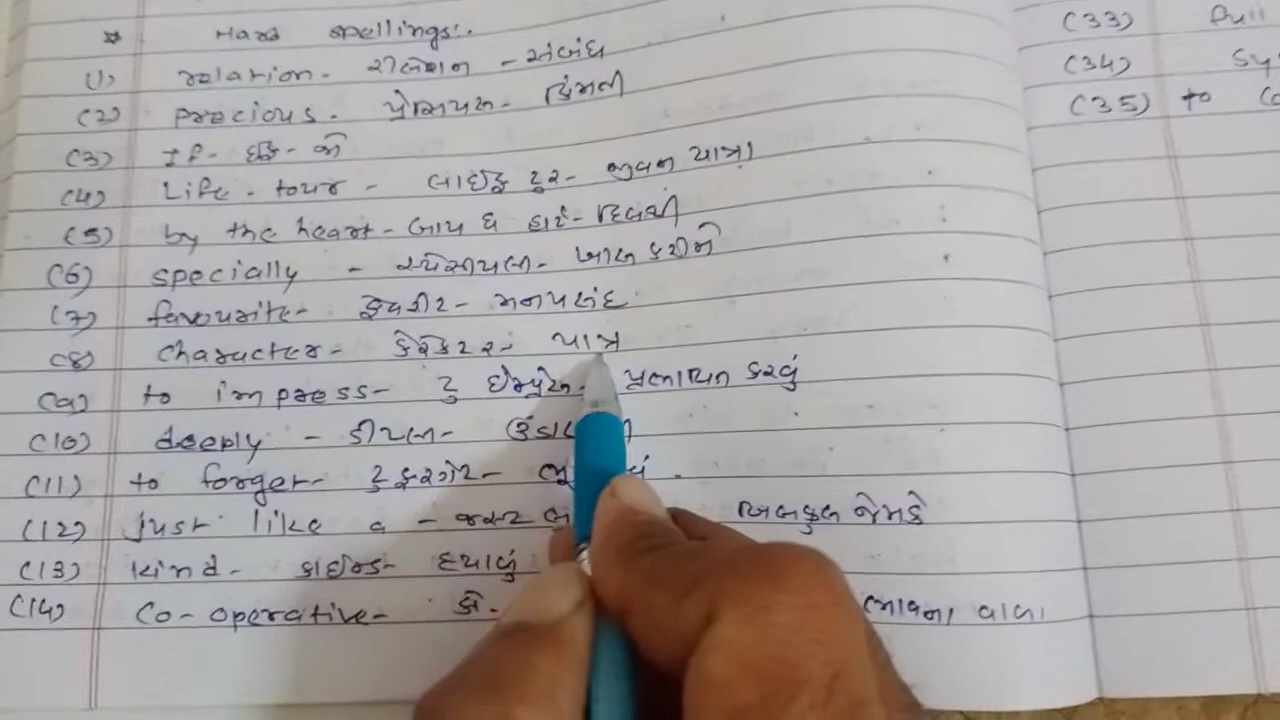 * Hard spellings:.
(1) relation - રીલેશન - સંબંધ
(2) precious - પ્રેસિયસ - કિંમતી
(3) If - ઈફ - જો
(4) Life - tour - લાઈફ ટુર - જીવન યાત્રા
(5) by the heart - બાય ધ હાર્ટ - દિલથી
(6) specially - સ્પેસીયલી - ખાસ કરીને
(7) favourite - ફેવરીટ - મનપસંદ
(8) character - કેરેક્ટર - પાત્ર
(9) to impress - ટુ ઈમ્પ્રેસ - પ્રભાવિત કરવું
(10) deeply - ડીપલી -
(11) to forget - ટુ ફરગેટ -
(12) just like a - જસ્ટ બિલકુલ જેમકે
(13) kind - કાઈન્ડ - દયાળું
(14) Co-operative - કો- ભાવના વાળા
(33)
(34)
(35) to